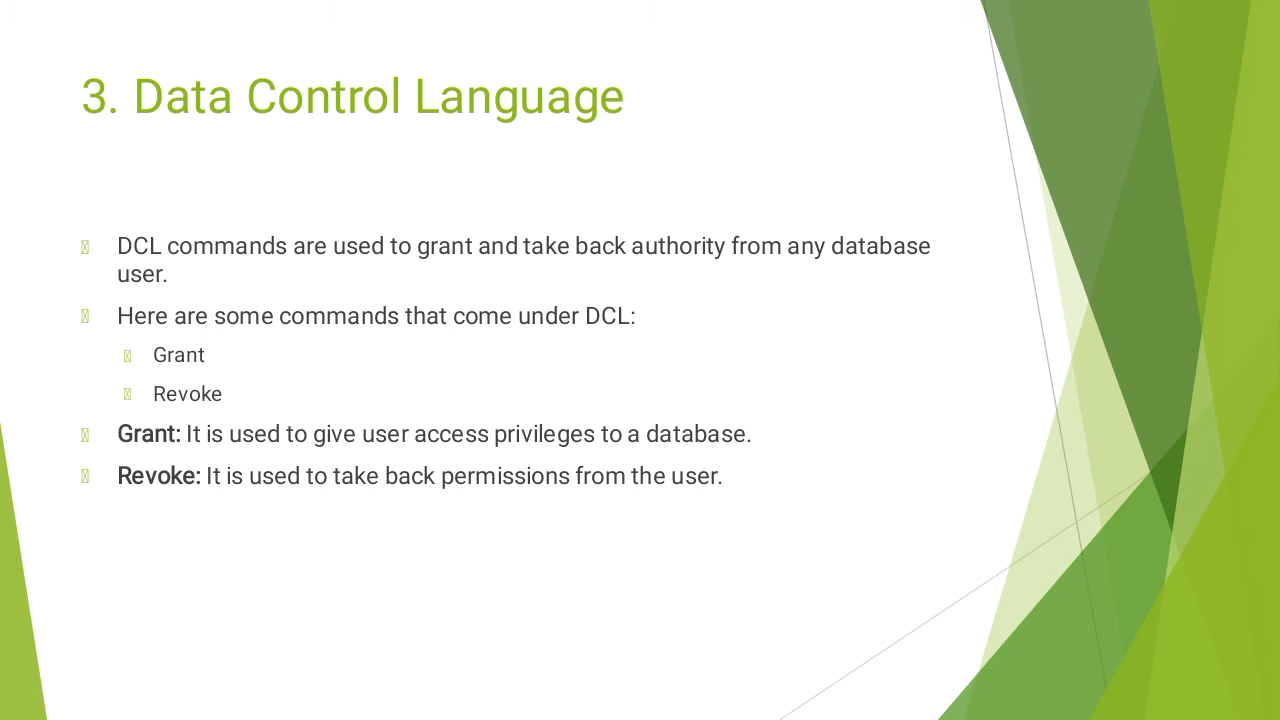 3. Data Control Language
DCL commands are used to grant and take back authority from any database
user.
Here are some commands that come under DCL:
Grant
Revoke
Grant: It is used to give user access privileges to a database.
Revoke: It is used to take back permissions from the user.